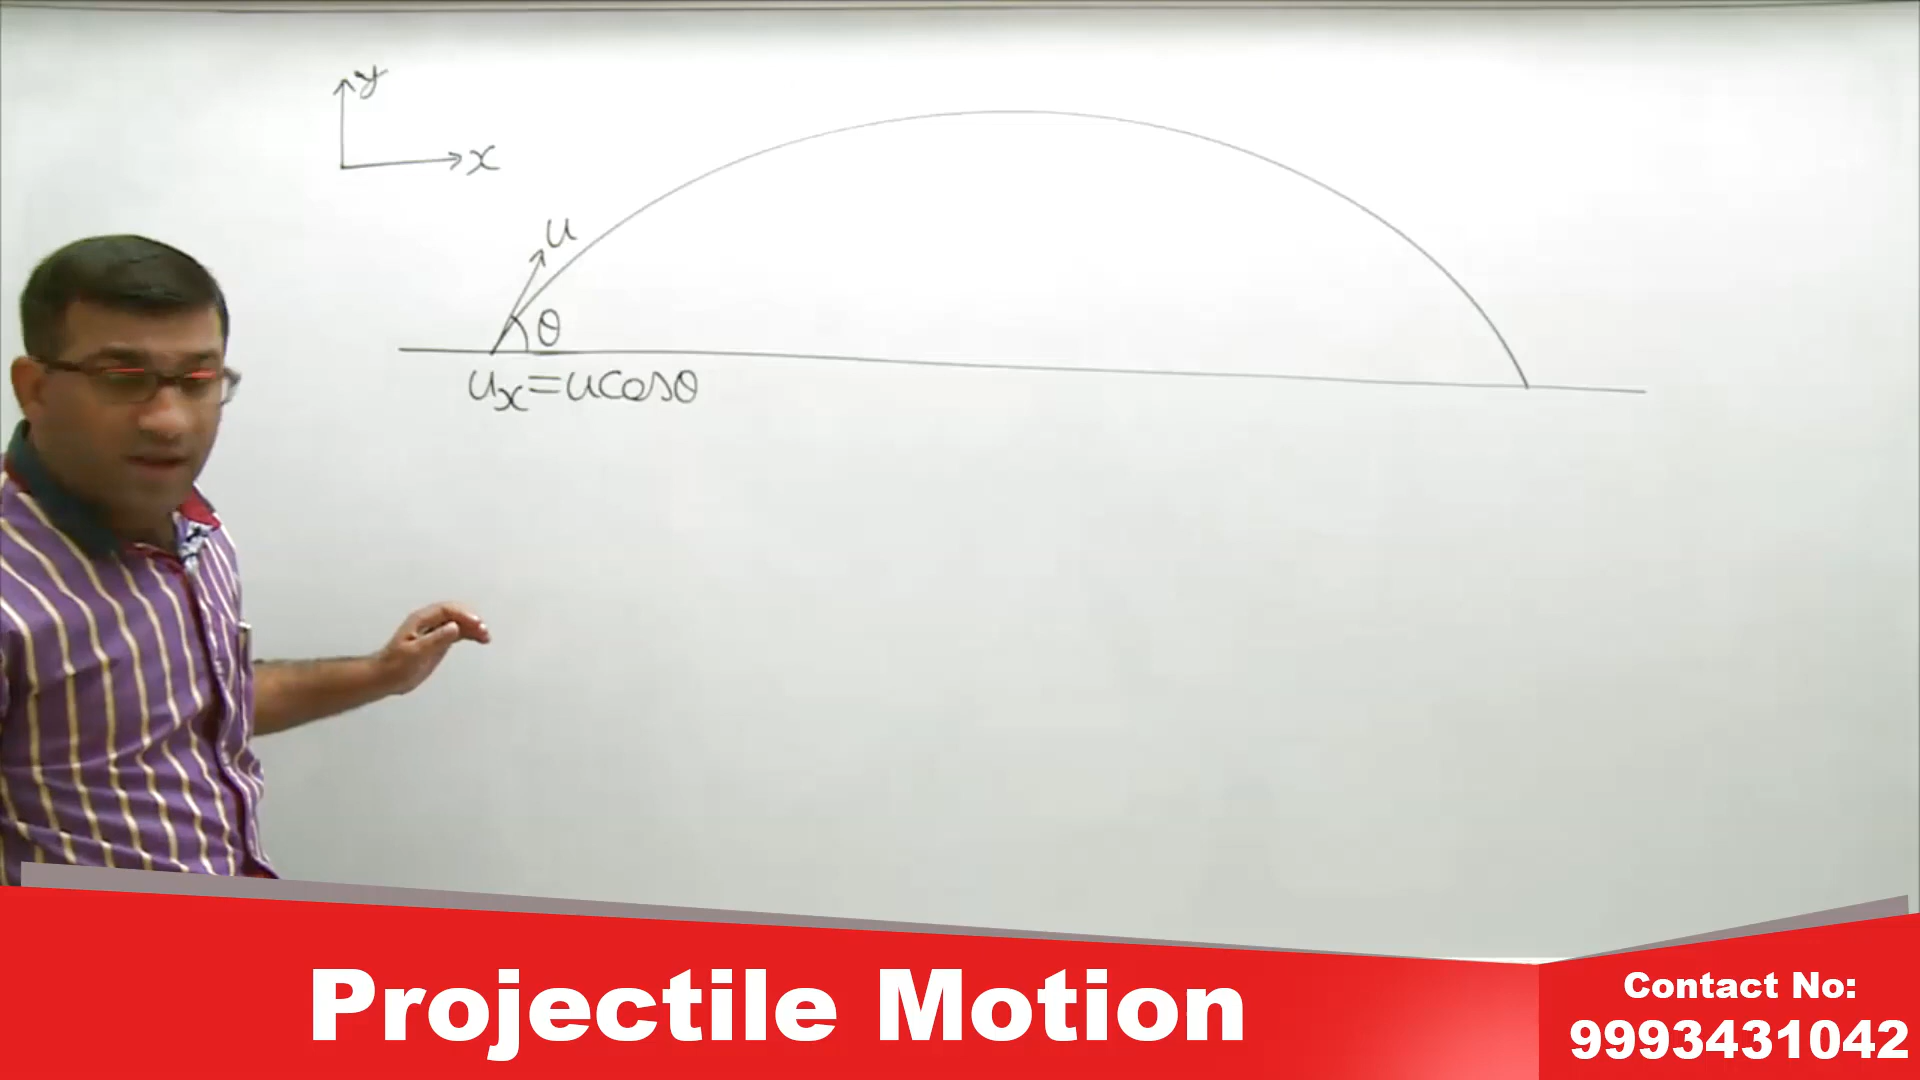 y
x
u
θ
uₓ=ucosθ
Projectile Motion
Contact No:
9993431042